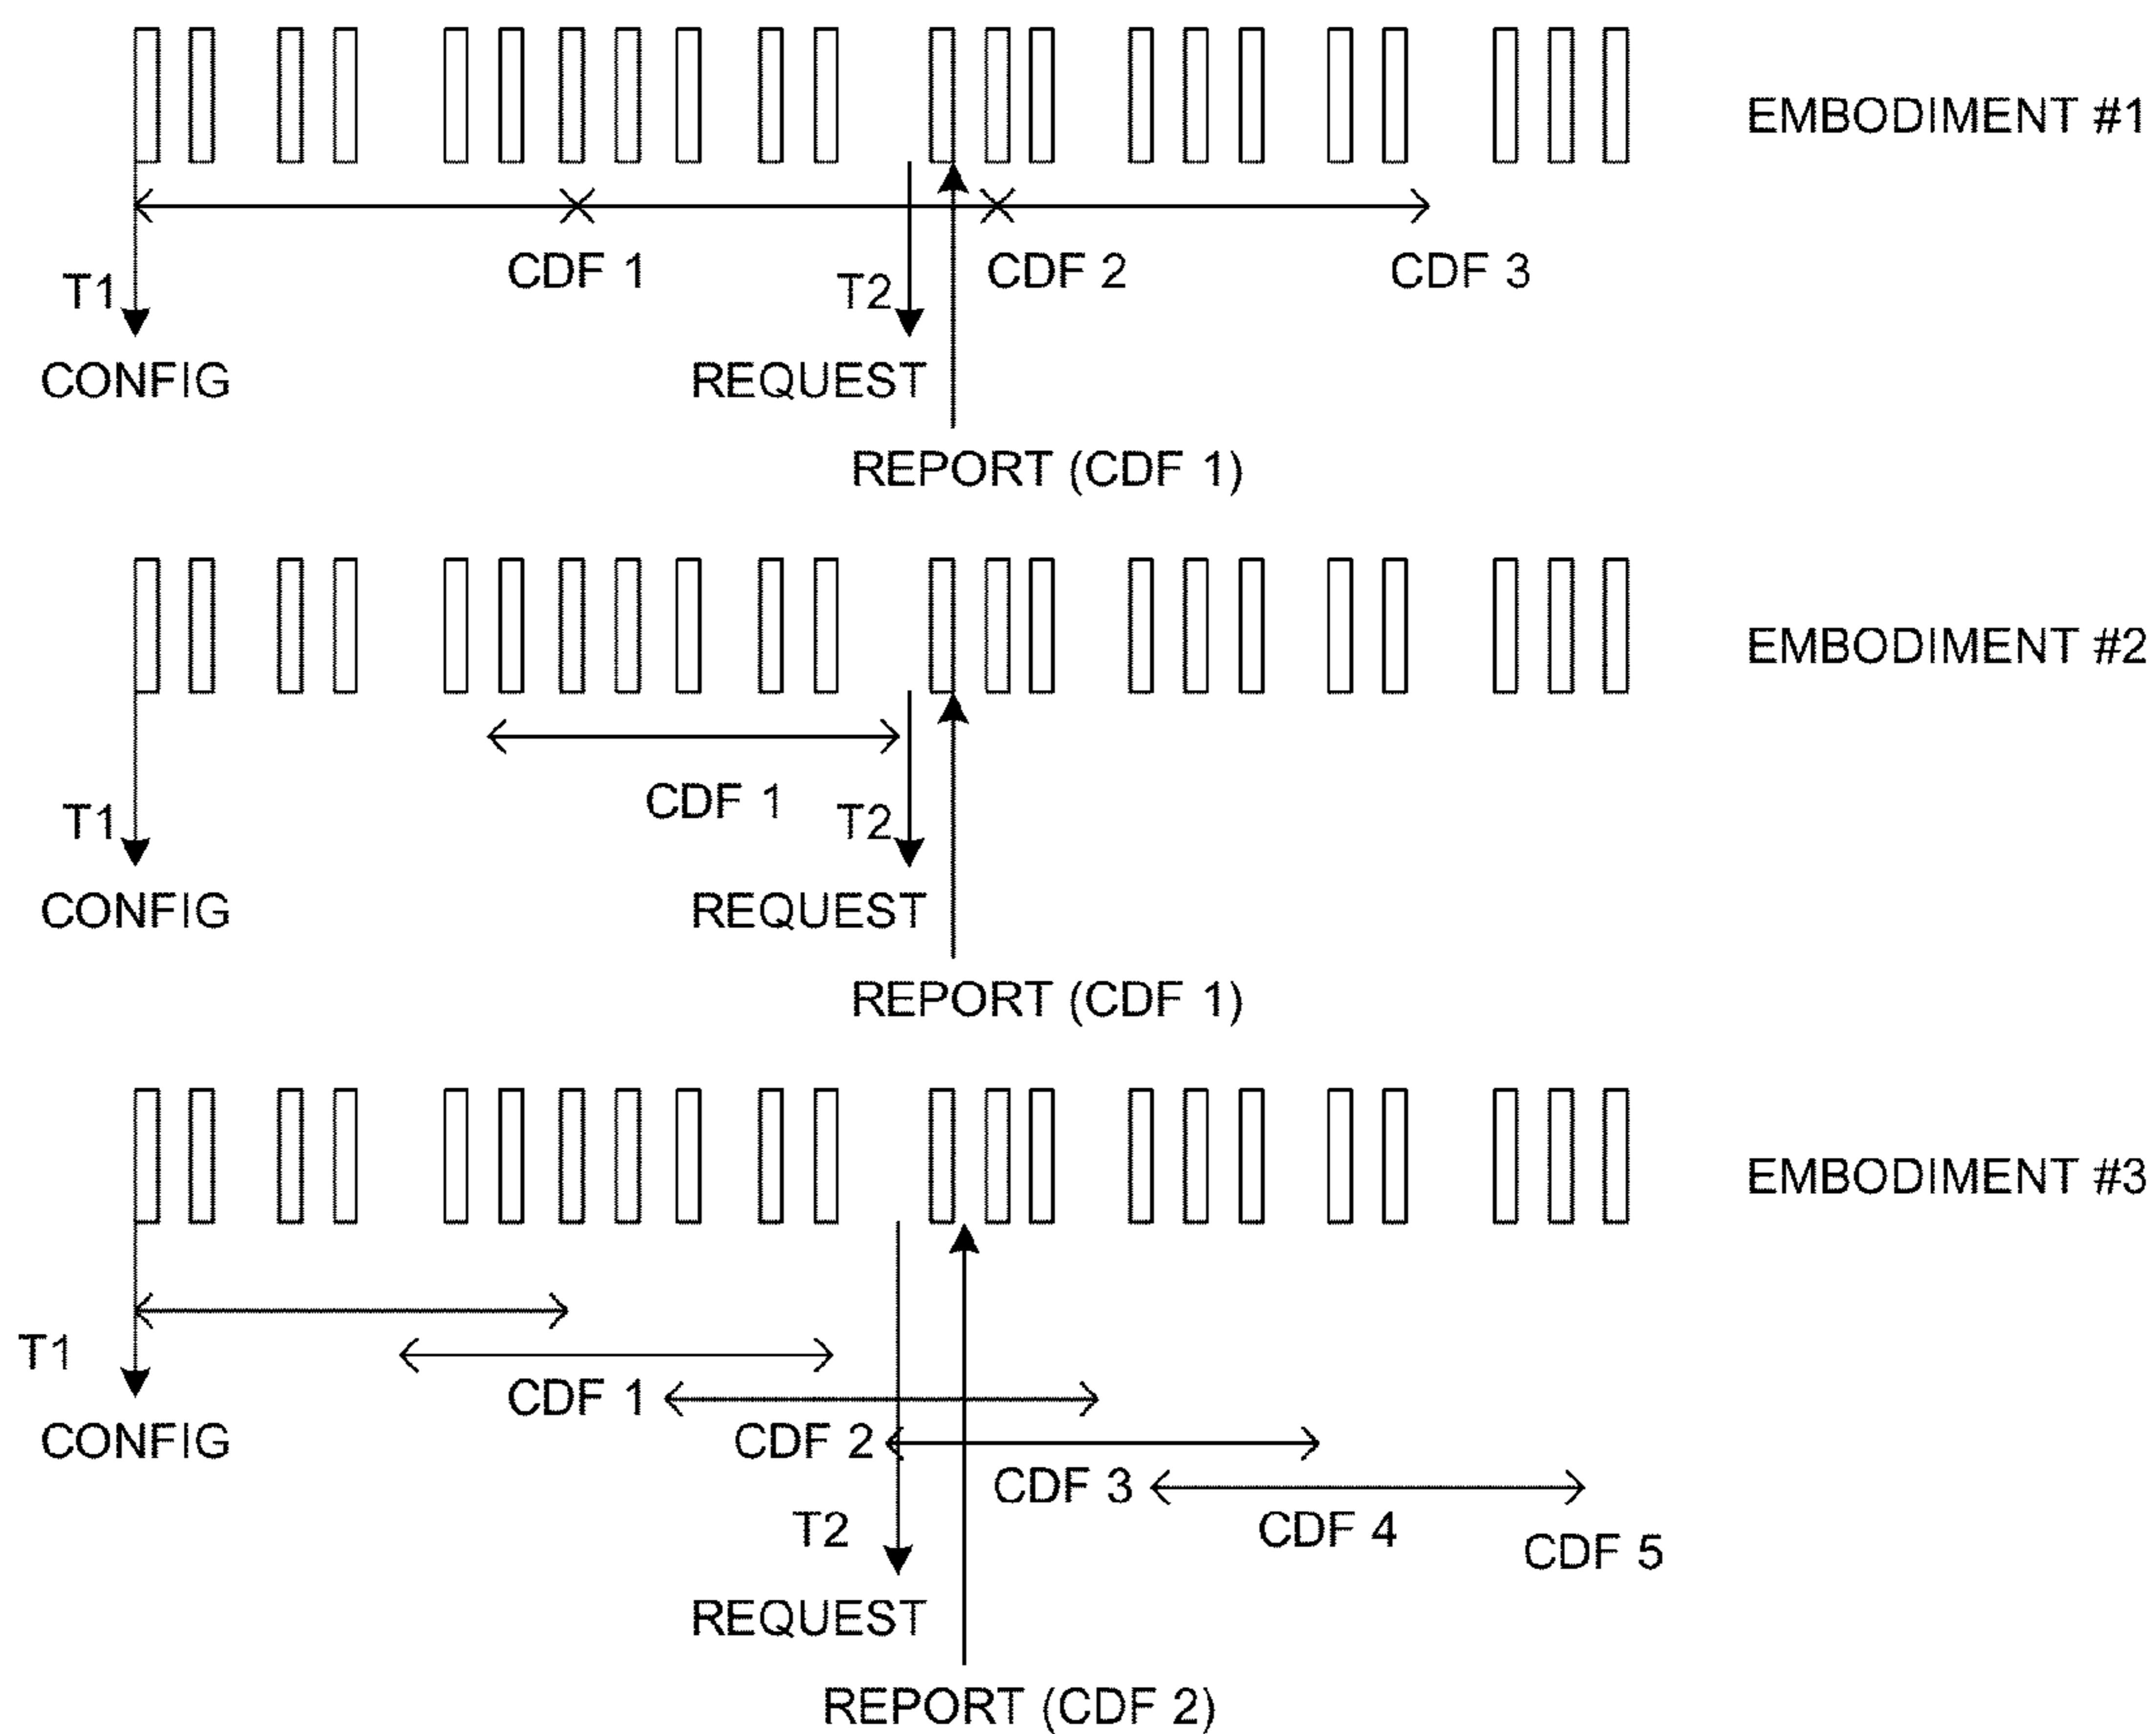 EMBODIMENT #1
CDF 1
CDF 2
CDF 3
T1
T2
CONFIG
REQUEST
REPORT (CDF 1)
EMBODIMENT #2
CDF 1
T1
T2
CONFIG
REQUEST
REPORT (CDF 1)
EMBODIMENT #3
T1
CDF 1
CONFIG
CDF 2
CDF 3
T2
CDF 4
CDF 5
REQUEST
REPORT (CDF 2)